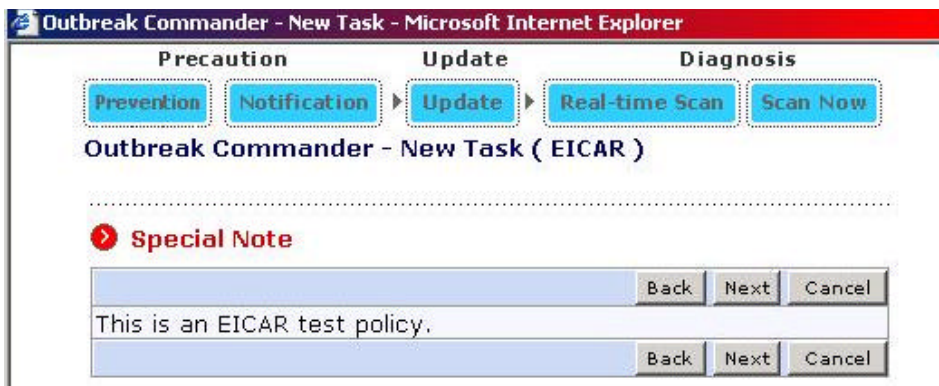 Outbreak Commander - New Task - Microsoft Internet Explorer
Precaution Update Diagnosis
Prevention Notification Update Real-time Scan Scan Now
Outbreak Commander - New Task ( EICAR )
Special Note
Back Next Cancel
This is an EICAR test policy.
Back Next Cancel